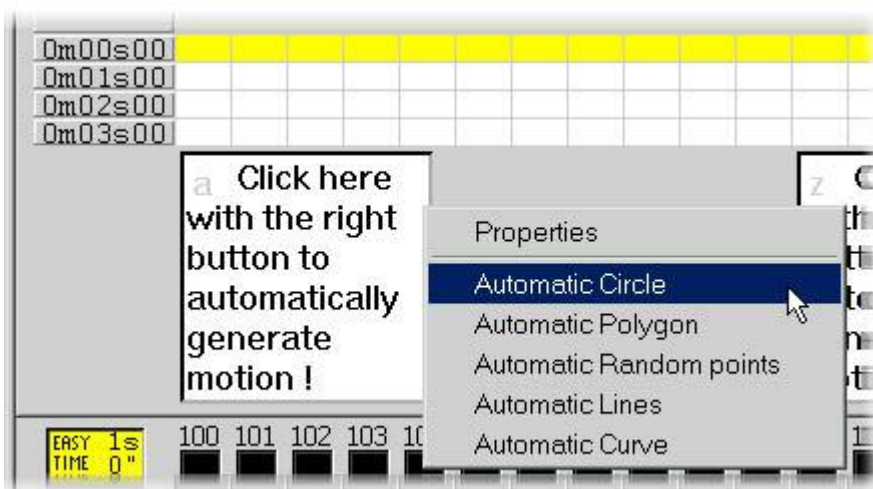 0m00s00
0m01s00
0m02s00
0m03s00
a Click here
with the right
button to
automatically
generate
motion !
z
Properties
Automatic Circle
Automatic Polygon
Automatic Random points
Automatic Lines
Automatic Curve
EASY 1s
TIME 0"
100 101 102 103